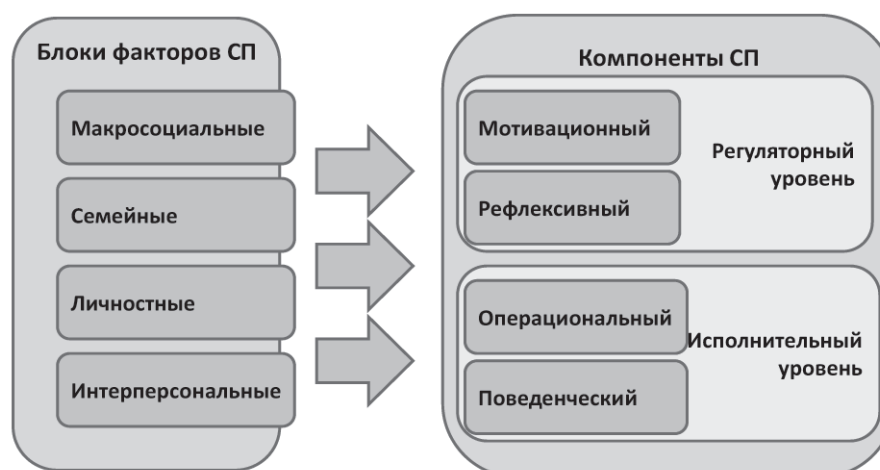 Блоки факторов СП
Макросоциальные
Семейные
Личностные
Интерперсональные
Компоненты СП
Мотивационный
Рефлексивный
Регуляторный
уровень
Операциональный
Поведенческий
Исполнительный
уровень